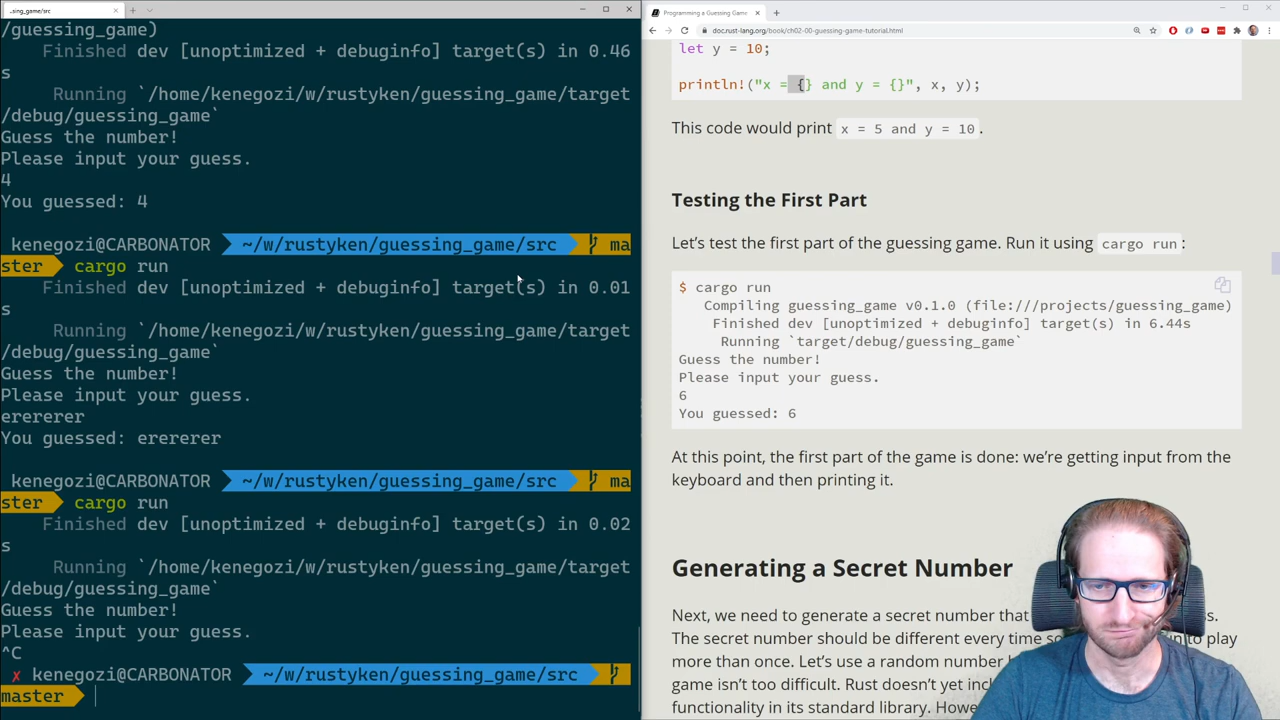 ..sing_game/src
/guessing_game)
Finished dev [unoptimized + debuginfo] target(s) in 0.46
s
Running `/home/kenegozi/w/rustyken/guessing_game/target
/debug/guessing_game`
Guess the number!
Please input your guess.
4
You guessed: 4
kenegozi@CARBONATOR ~/w/rustyken/guessing_game/src ma
ster cargo run
Finished dev [unoptimized + debuginfo] target(s) in 0.01
s
Running `/home/kenegozi/w/rustyken/guessing_game/target
/debug/guessing_game`
Guess the number!
Please input your guess.
erererer
You guessed: erererer
kenegozi@CARBONATOR ~/w/rustyken/guessing_game/src ma
ster cargo run
Finished dev [unoptimized + debuginfo] target(s) in 0.02
s
Running `/home/kenegozi/w/rustyken/guessing_game/target
/debug/guessing_game`
Guess the number!
Please input your guess.
^C
✗ kenegozi@CARBONATOR ~/w/rustyken/guessing_game/src
master
Programming a Guessing Game
doc.rust-lang.org/book/ch02-00-guessing-game-tutorial.html
let y = 10;
println!("x = {} and y = {}", x, y);
This code would print x = 5 and y = 10.
Testing the First Part
Let’s test the first part of the guessing game. Run it using cargo run:
$ cargo run
Compiling guessing_game v0.1.0 (file:///projects/guessing_game)
Finished dev [unoptimized + debuginfo] target(s) in 6.44s
Running `target/debug/guessing_game`
Guess the number!
Please input your guess.
6
You guessed: 6
At this point, the first part of the game is done: we’re getting input from the
keyboard and then printing it.
Generating a Secret Number
Next, we need to generate a secret number that
The secret number should be different every time so to play
more than once. Let’s use a random number
game isn’t too difficult. Rust doesn’t yet
functionality in its standard library.